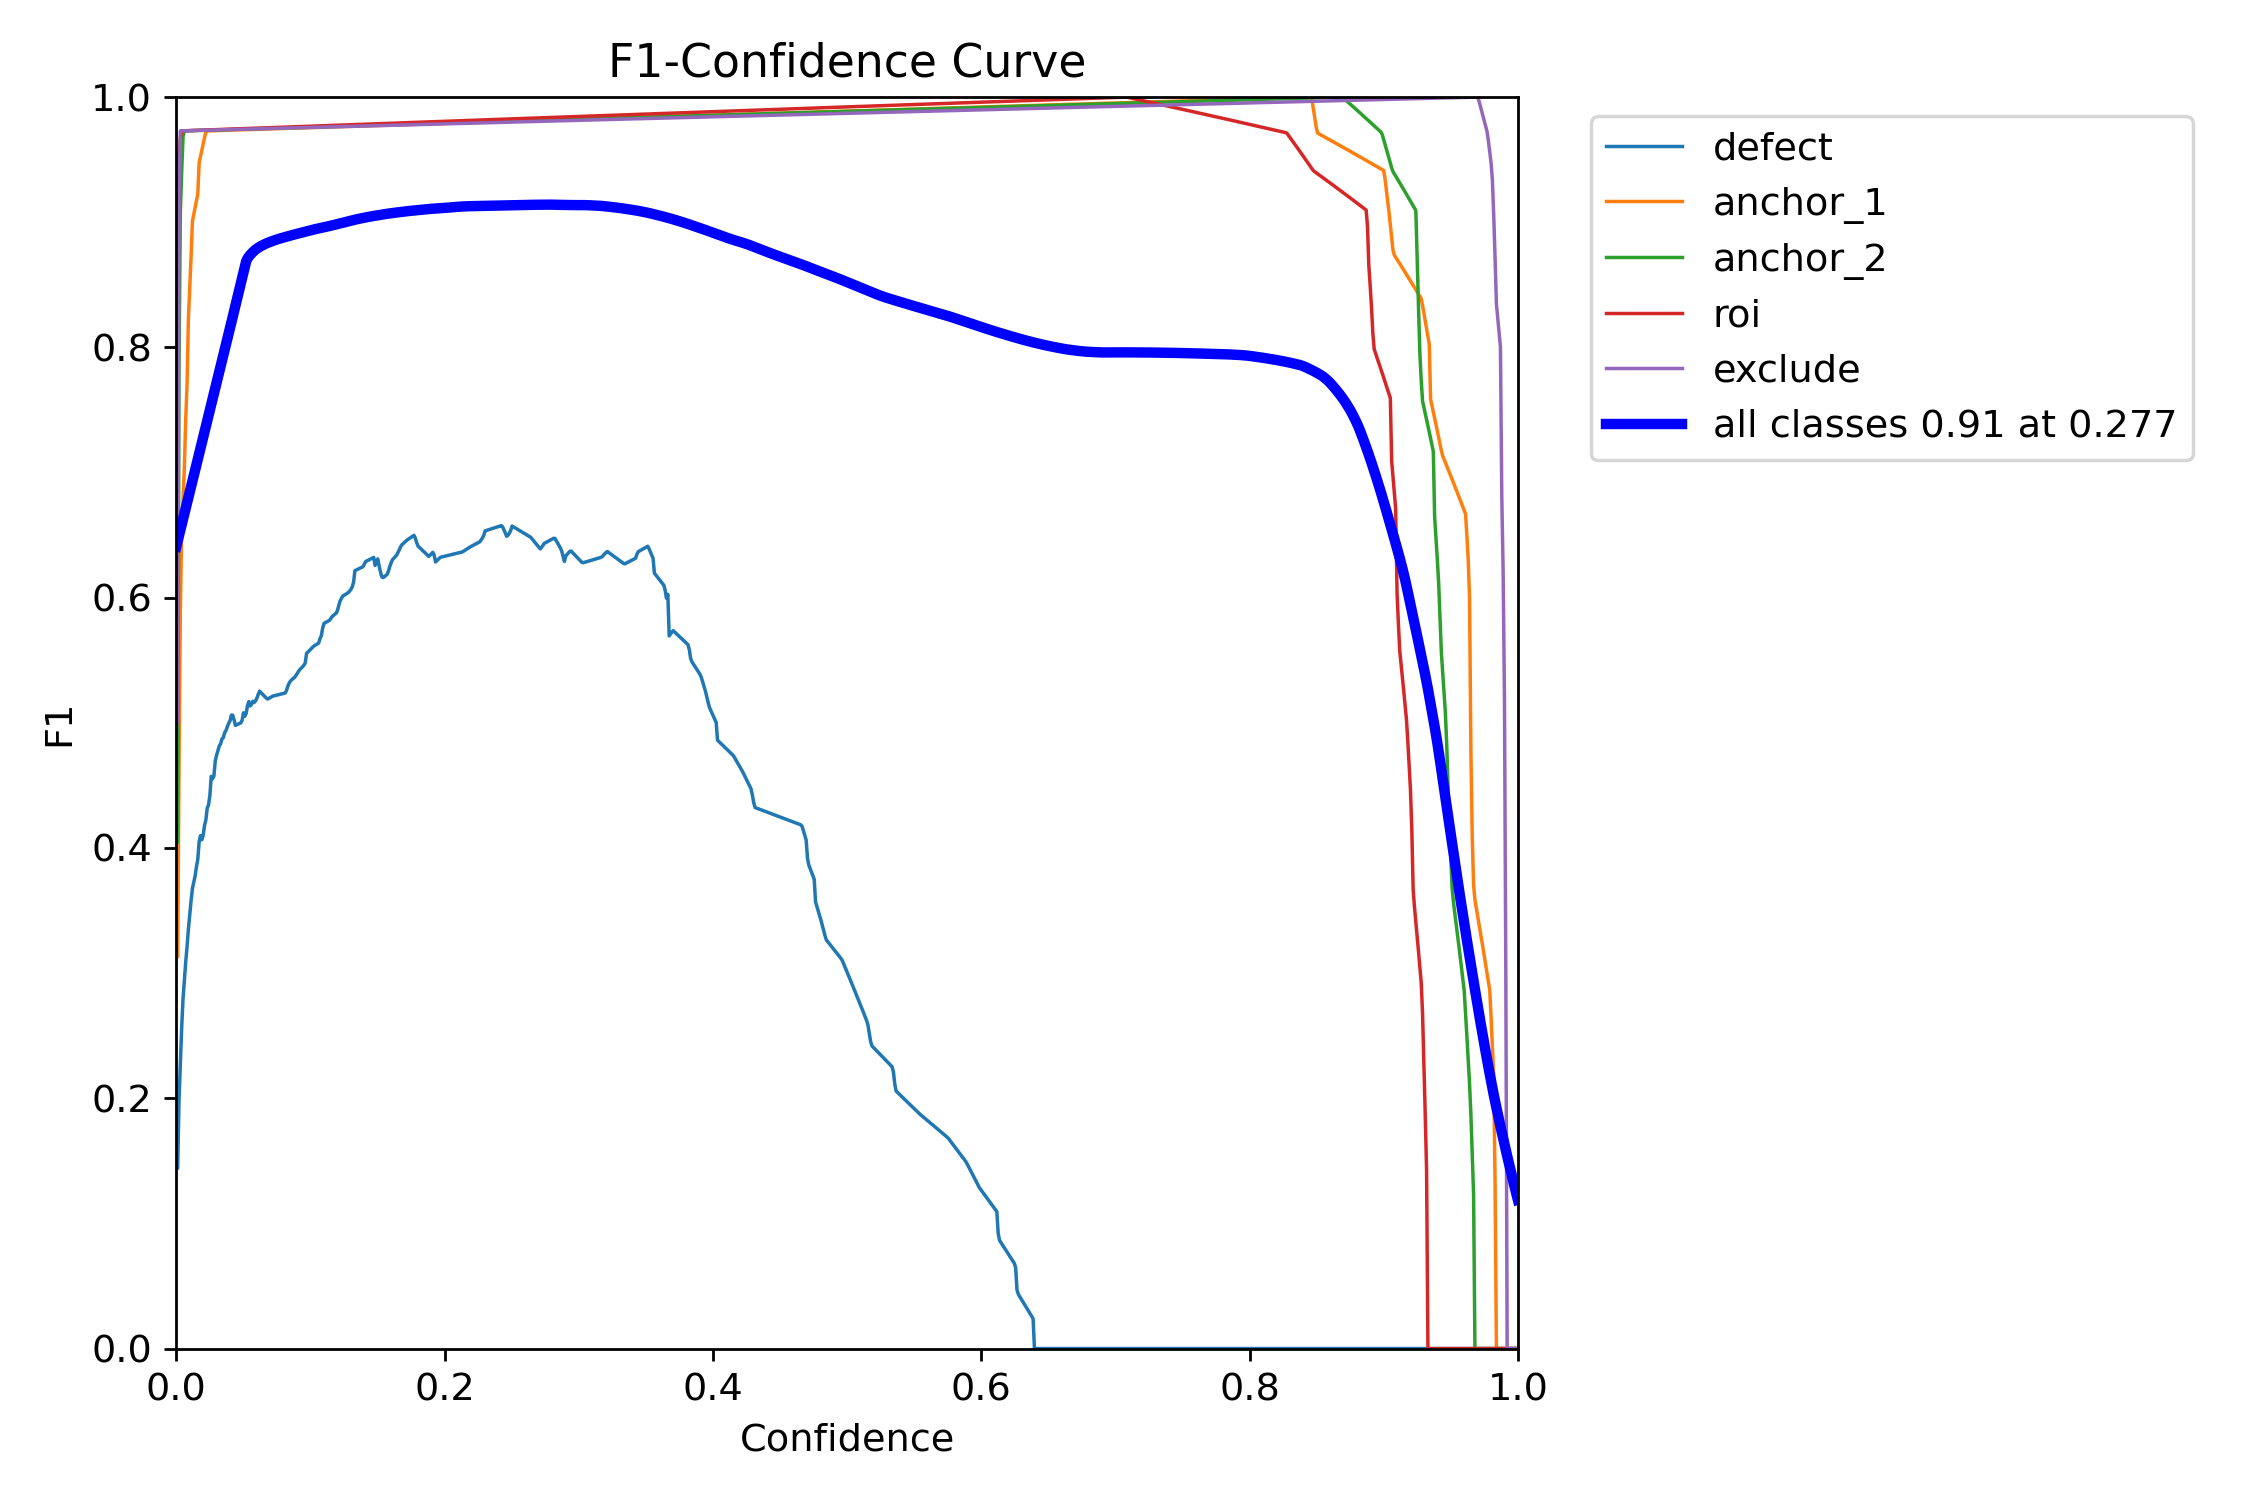 F1-Confidence Curve
1.0
0.8
0.6
0.4
0.2
0.0
F1
0.0 0.2 0.4 0.6 0.8 1.0
Confidence
defect
anchor_1
anchor_2
roi
exclude
all classes 0.91 at 0.277